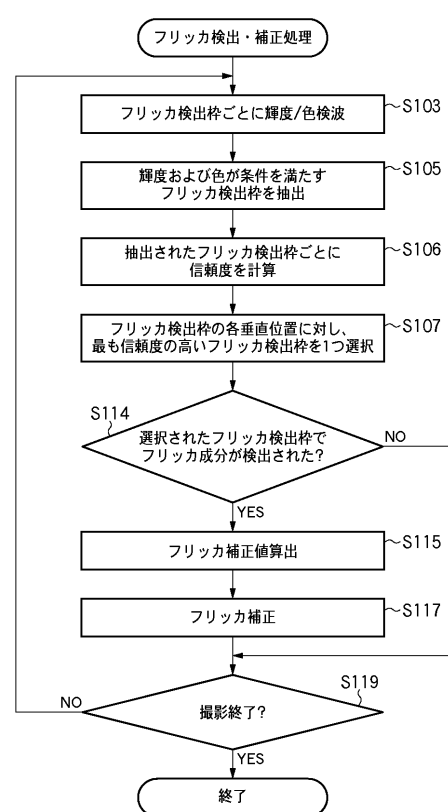 フリッカ検出・補正処理
フリッカ検出枠ごとに輝度/色検波
S103
輝度および色が条件を満たす
フリッカ検出枠を抽出
S105
抽出されたフリッカ検出枠ごとに
信頼度を計算
S106
フリッカ検出枠の各垂直位置に対し、
最も信頼度の高いフリッカ検出枠を1つ選択
S107
S114
選択されたフリッカ検出枠で
フリッカ成分が検出された?
NO
YES
フリッカ補正値算出
S115
フリッカ補正
S117
S119
撮影終了?
NO
YES
終了